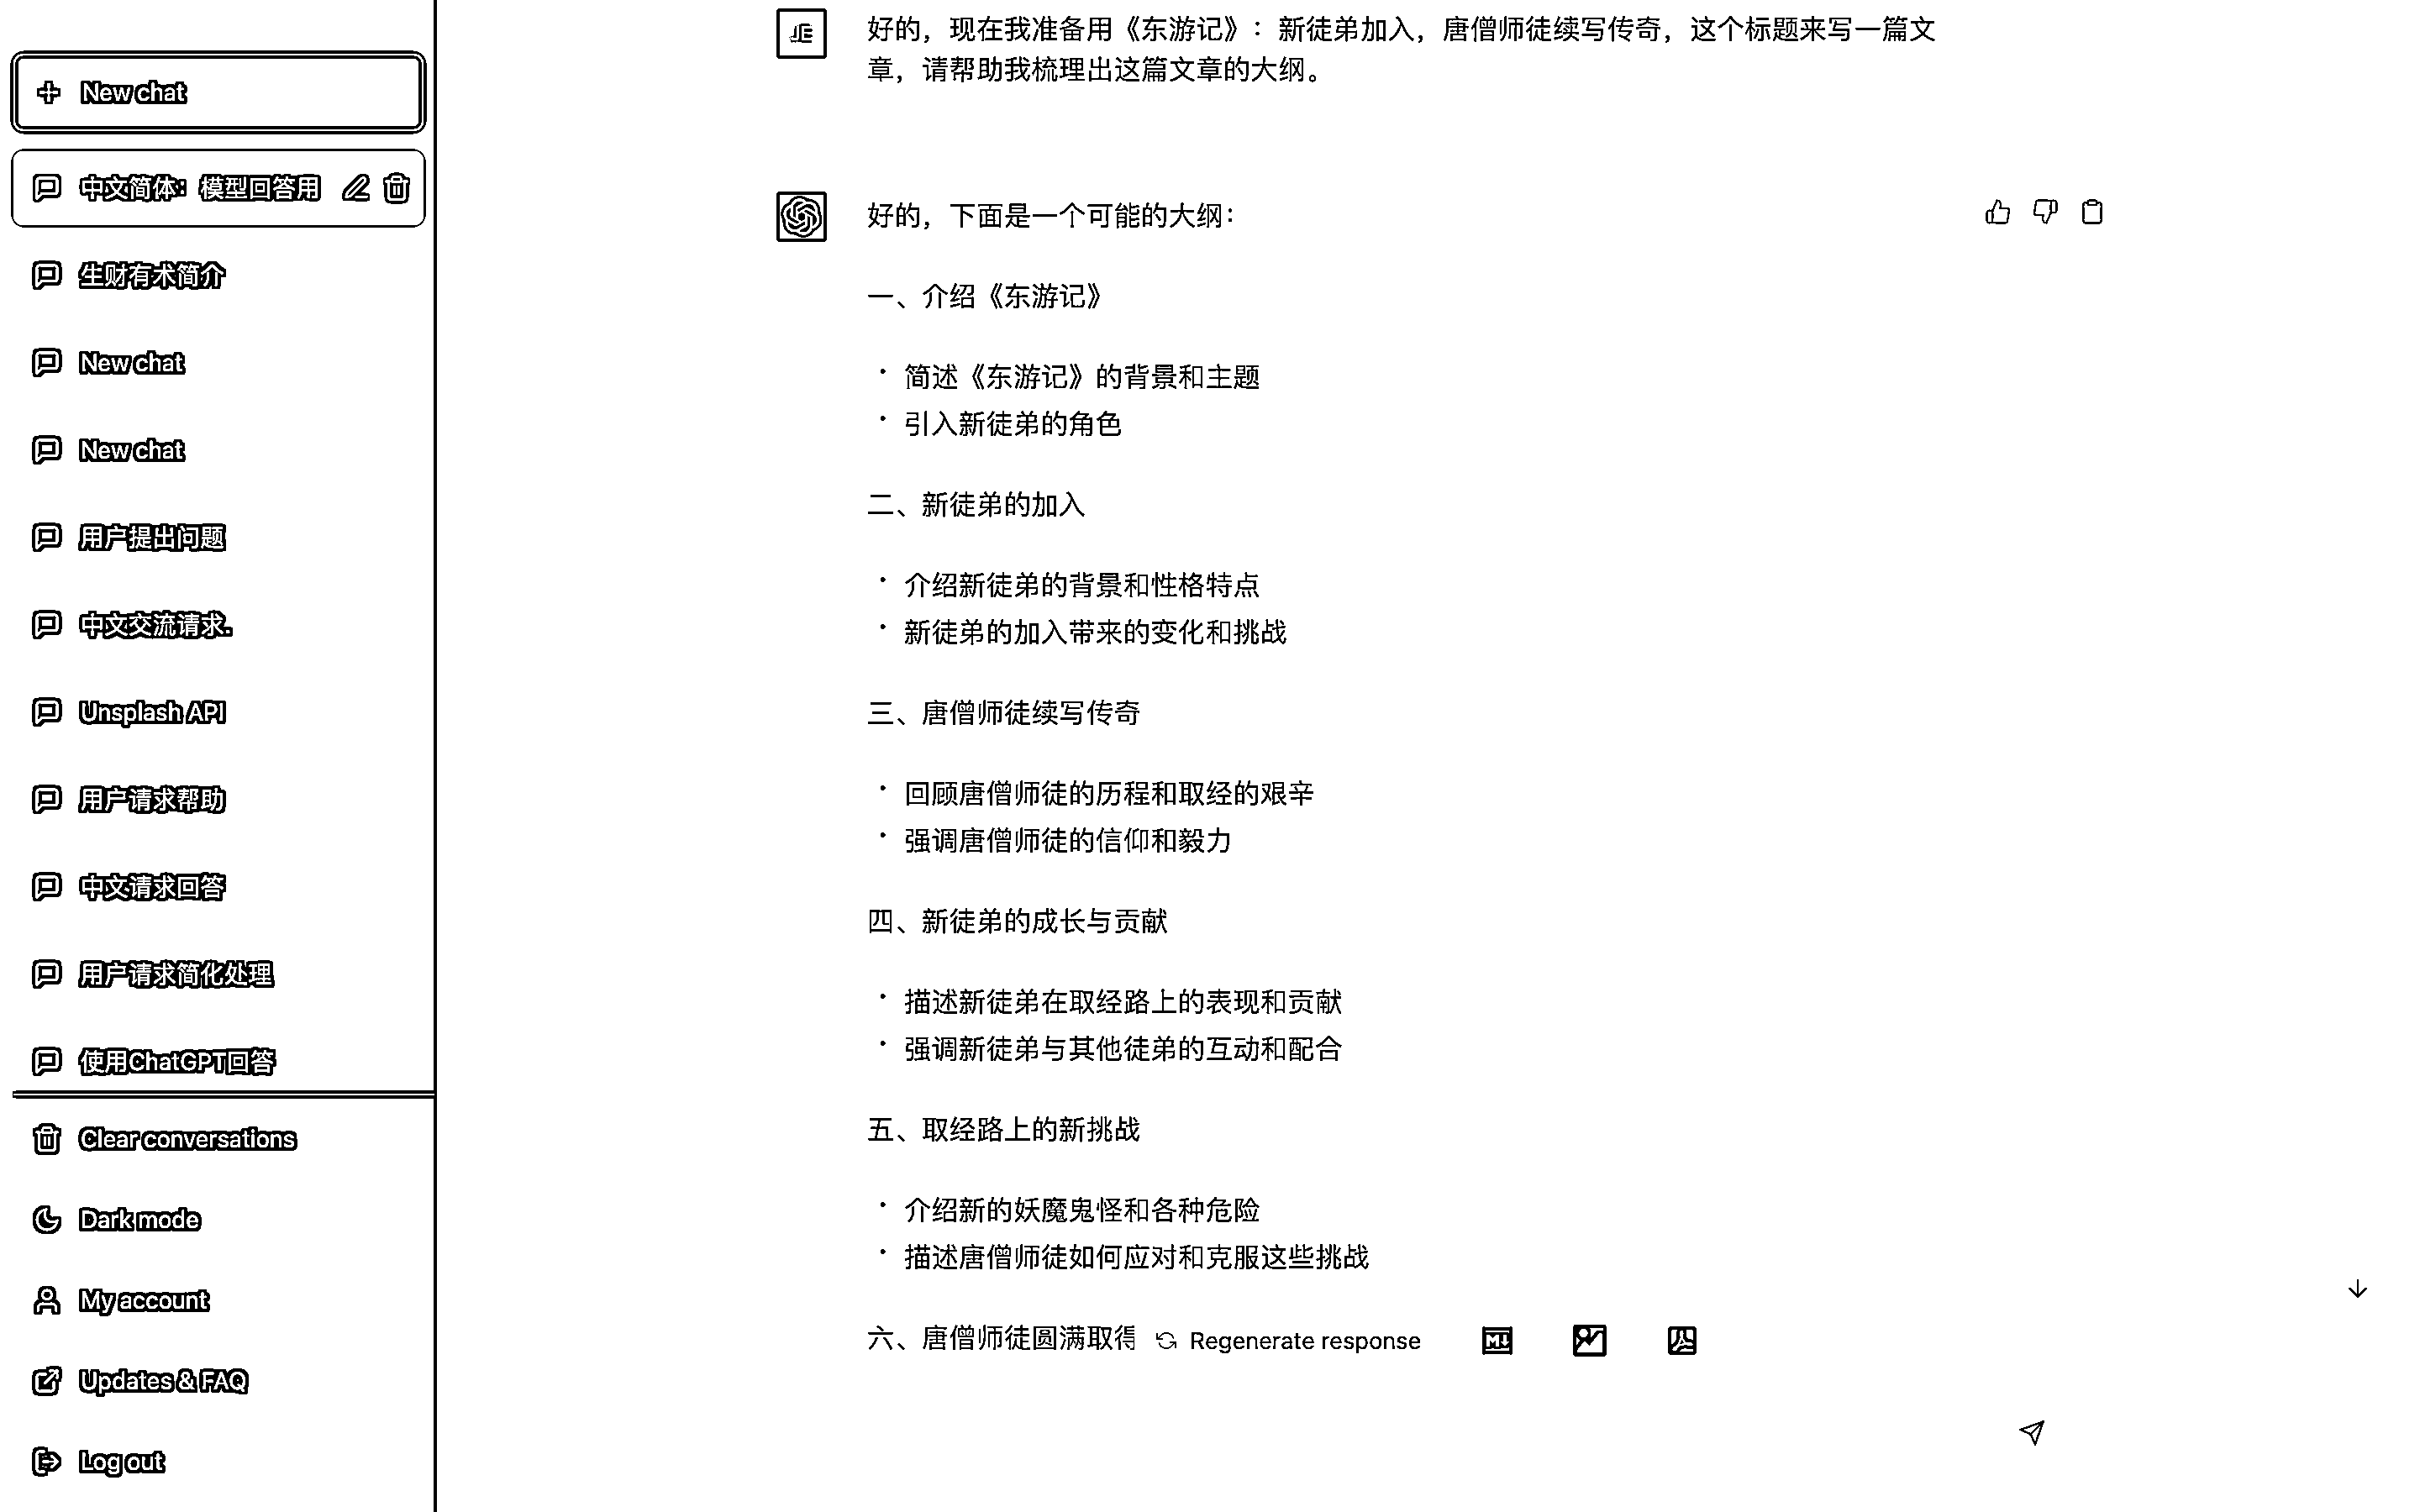 New chat
中文简体：模型回答用
生财有术简介
New chat
New chat
用户提出问题
中文交流请求.
Unsplash API
用户请求帮助
中文请求回答
用户请求简化处理
使用ChatGPT回答
Clear conversations
Dark mode
My account
Updates & FAQ
Log out
好的，现在我准备用《东游记》：新徒弟加入，唐僧师徒续写传奇，这个标题来写一篇文
章，请帮助我梳理出这篇文章的大纲。
好的，下面是一个可能的大纲：
一、介绍《东游记》
• 简述《东游记》的背景和主题
• 引入新徒弟的角色
二、新徒弟的加入
• 介绍新徒弟的背景和性格特点
• 新徒弟的加入带来的变化和挑战
三、唐僧师徒续写传奇
• 回顾唐僧师徒的历程和取经的艰辛
• 强调唐僧师徒的信仰和毅力
四、新徒弟的成长与贡献
• 描述新徒弟在取经路上的表现和贡献
• 强调新徒弟与其他徒弟的互动和配合
五、取经路上的新挑战
• 介绍新的妖魔鬼怪和各种危险
• 描述唐僧师徒如何应对和克服这些挑战
六、唐僧师徒圆满取得
Regenerate response